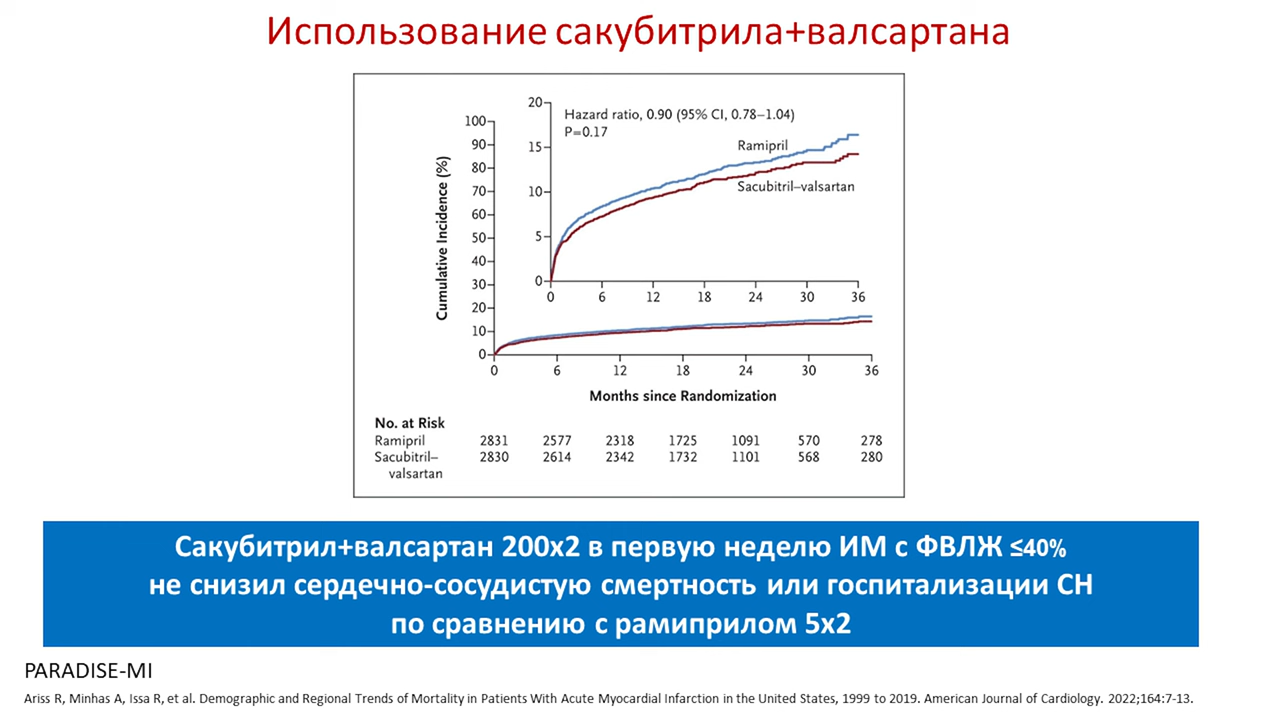 Использование сакубитрила+валсартана
Hazard ratio, 0.90 (95% CI, 0.78–1.04)
P=0.17
Ramipril
Sacubitril–valsartan
20
15
10
5
0
0 6 12 18 24 30 36
Cumulative Incidence (%)
100
90
80
70
60
50
40
30
20
10
0
0 6 12 18 24 30 36
Months since Randomization
No. at Risk
Ramipril 2831 2577 2318 1725 1091 570 278
Sacubitril– 2830 2614 2342 1732 1101 568 280
valsartan
Сакубитрил+валсартан 200х2 в первую неделю ИМ с ФВЛЖ ≤40%
не снизил сердечно-сосудистую смертность или госпитализации СН
по сравнению с рамиприлом 5х2
PARADISE-MI
Ariss R, Minhas A, Issa R, et al. Demographic and Regional Trends of Mortality in Patients With Acute Myocardial Infarction in the United States, 1999 to 2019. American Journal of Cardiology. 2022;164:7-13.